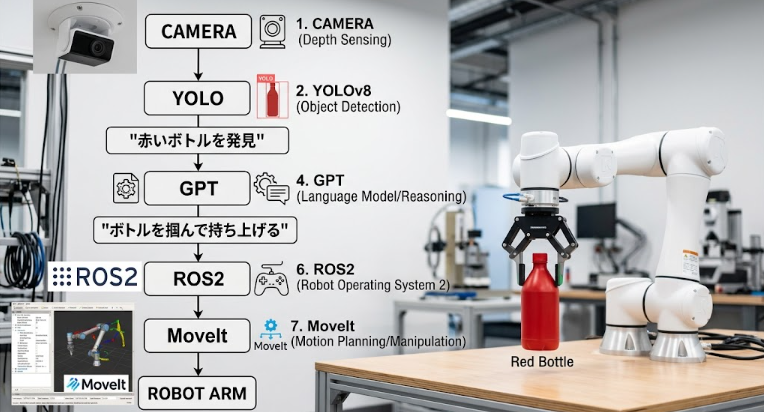 CAMERA
1. CAMERA
(Depth Sensing)
YOLO
YOLO
2. YOLOv8
(Object Detection)
"赤いボトルを発見"
GPT
4. GPT
(Language Model/Reasoning)
"ボトルを掴んで持ち上げる"
ROS2
ROS2
6. ROS2
(Robot Operating System 2)
MoveIt
MoveIt
7. MoveIt
(Motion Planning/Manipulation)
MoveIt
ROBOT ARM
Red Bottle